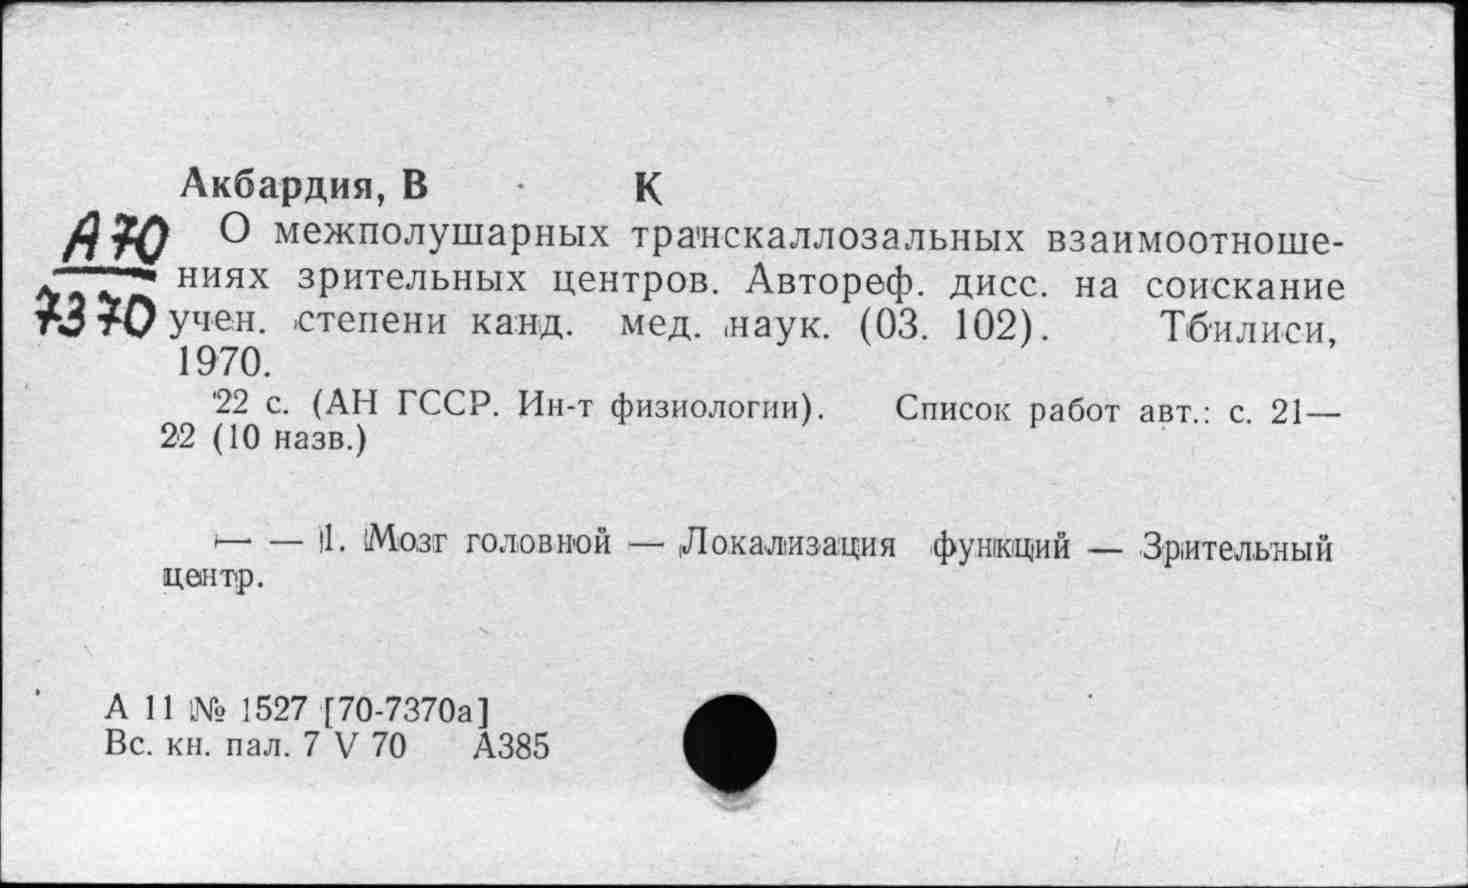 Акбардия, В К
А70
7370
О межполушарных транскаллозальных взаимоотноше-
ниях зрительных центров. Автореф. дисс. на соискание
учен. степени канд. мед. наук. (03. 102). Тбилиси,
1970.
22 с. (АН ГССР. Ин-т физиологии). Список работ авт.: с. 21—
22 (10 назв.)
— — 1. Мозг головной — Локализация функций — Зрительный
центр.
А 11 № 1527 [70-7370а]
Вс. кн. пал. 7 V 70 А385